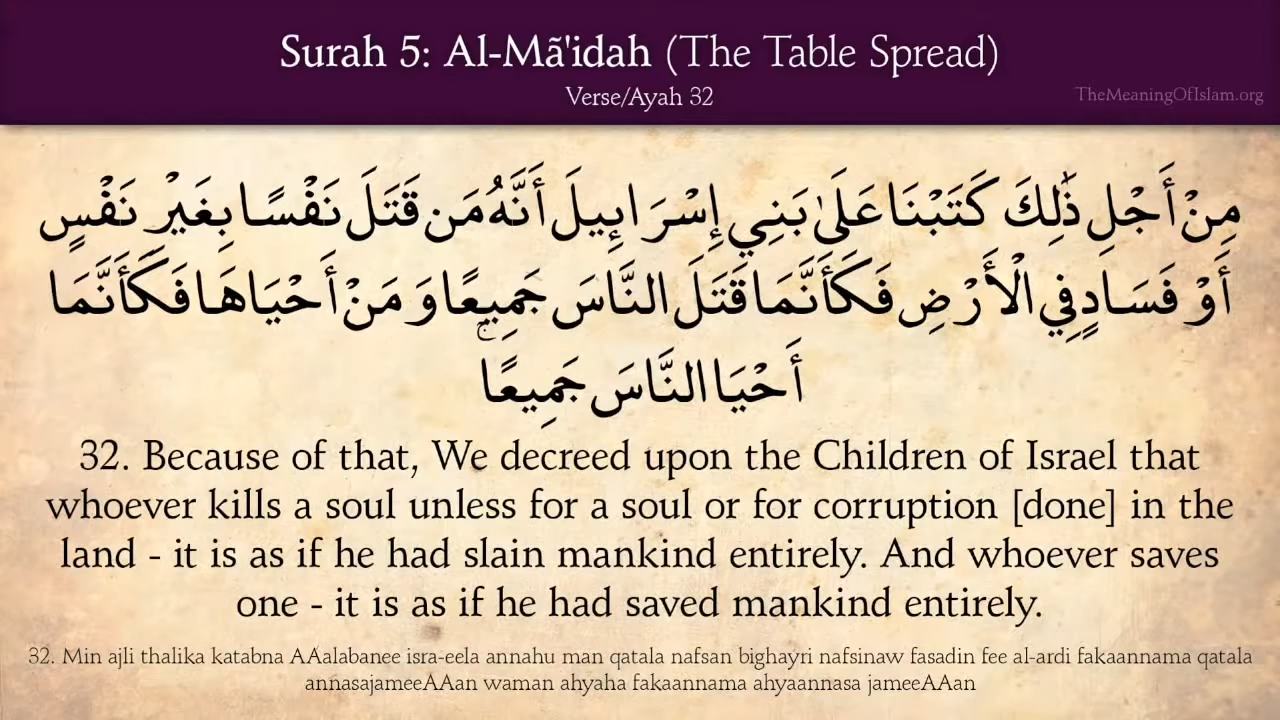 Surah 5: Al-Mã'idah (The Table Spread)
Verse/Ayah 32
TheMeaningOfIslam.org
مِنْ أَجْلِ ذَٰلِكَ كَتَبْنَا عَلَىٰ بَنِي إِسْرَائِيلَ أَنَّهُ مَن قَتَلَ نَفْسًا بِغَيْرِ نَفْسٍ
أَوْ فَسَادٍ فِي الْأَرْضِ فَكَأَنَّمَا قَتَلَ النَّاسَ جَمِيعًا وَمَنْ أَحْيَاهَا فَكَأَنَّمَا
أَحْيَا النَّاسَ جَمِيعًا ۚ
32. Because of that, We decreed upon the Children of Israel that
whoever kills a soul unless for a soul or for corruption [done] in the
land - it is as if he had slain mankind entirely. And whoever saves
one - it is as if he had saved mankind entirely.
32. Min ajli thalika katabna AAalabanee isra-eela annahu man qatala nafsan bighayri nafsinaw fasadin fee al-ardi fakaannama qatala
annasajameeAAan waman ahyaha fakaannama ahyaannasa jameeAAan